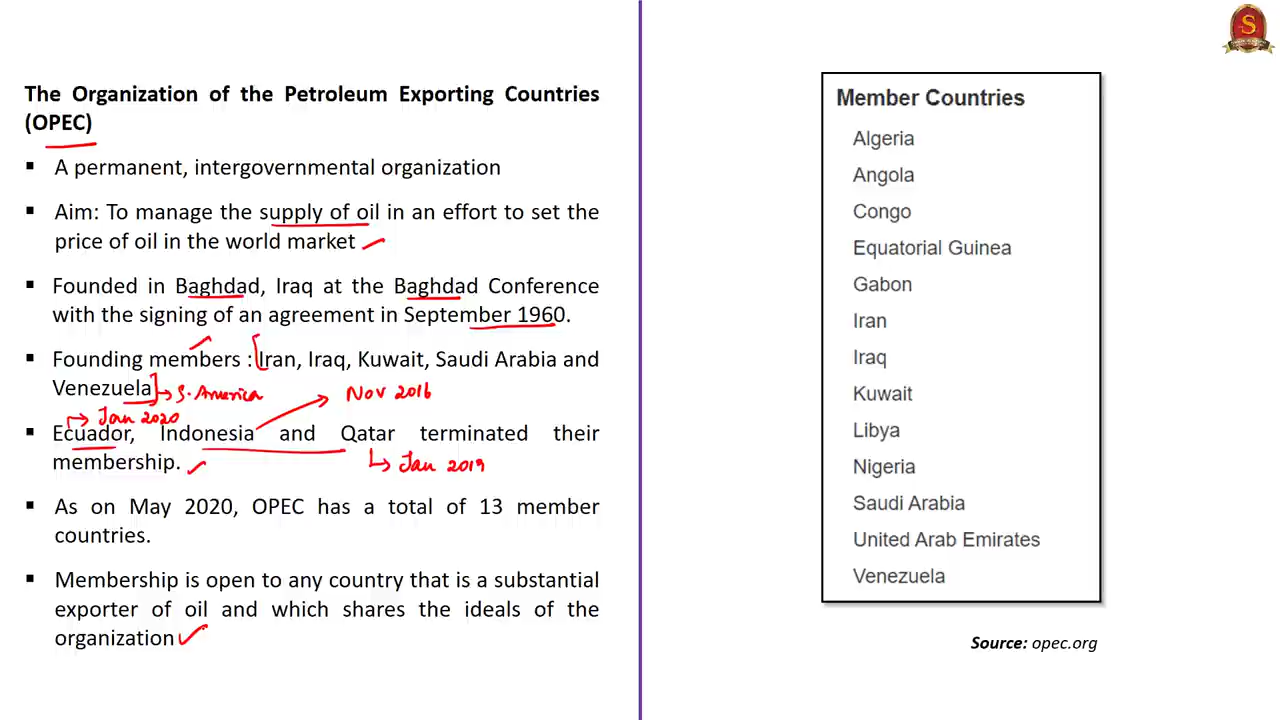 The Organization of the Petroleum Exporting Countries
(OPEC)
▪ A permanent, intergovernmental organization
▪ Aim: To manage the supply of oil in an effort to set the
price of oil in the world market
▪ Founded in Baghdad, Iraq at the Baghdad Conference
with the signing of an agreement in September 1960.
▪ Founding members : Iran, Iraq, Kuwait, Saudi Arabia and
Venezuela → S. America
Nov 2016
Jan 2020
▪ Ecuador, Indonesia and Qatar terminated their
membership.
Jan 2019
▪ As on May 2020, OPEC has a total of 13 member
countries.
▪ Membership is open to any country that is a substantial
exporter of oil and which shares the ideals of the
organization
S
Member Countries
Algeria
Angola
Congo
Equatorial Guinea
Gabon
Iran
Iraq
Kuwait
Libya
Nigeria
Saudi Arabia
United Arab Emirates
Venezuela
Source: opec.org